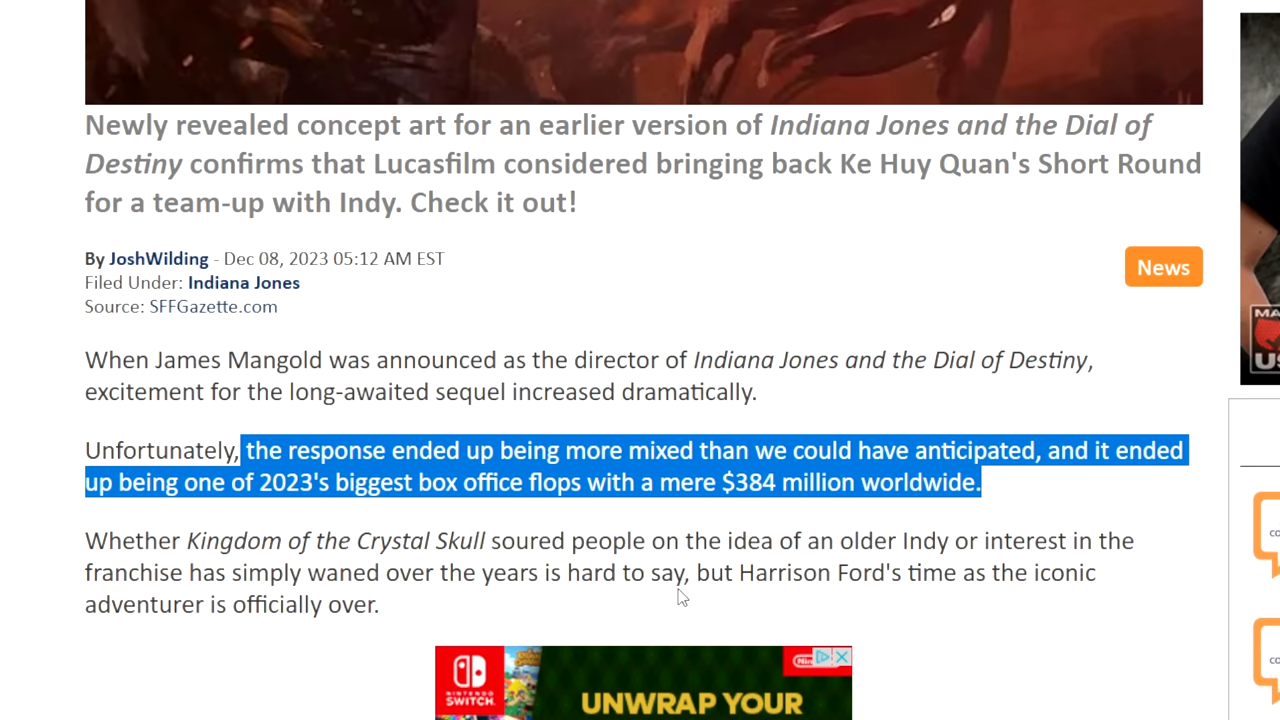 Newly revealed concept art for an earlier version of Indiana Jones and the Dial of
Destiny confirms that Lucasfilm considered bringing back Ke Huy Quan's Short Round
for a team-up with Indy. Check it out!
By JoshWilding - Dec 08, 2023 05:12 AM EST
Filed Under: Indiana Jones
Source: SFFGazette.com
News
When James Mangold was announced as the director of Indiana Jones and the Dial of Destiny,
excitement for the long-awaited sequel increased dramatically.
Unfortunately, the response ended up being more mixed than we could have anticipated, and it ended
up being one of 2023's biggest box office flops with a mere $384 million worldwide.
Whether Kingdom of the Crystal Skull soured people on the idea of an older Indy or interest in the
franchise has simply waned over the years is hard to say, but Harrison Ford's time as the iconic
adventurer is officially over.
NINTENDO
SWITCH
UNWRAP YOUR